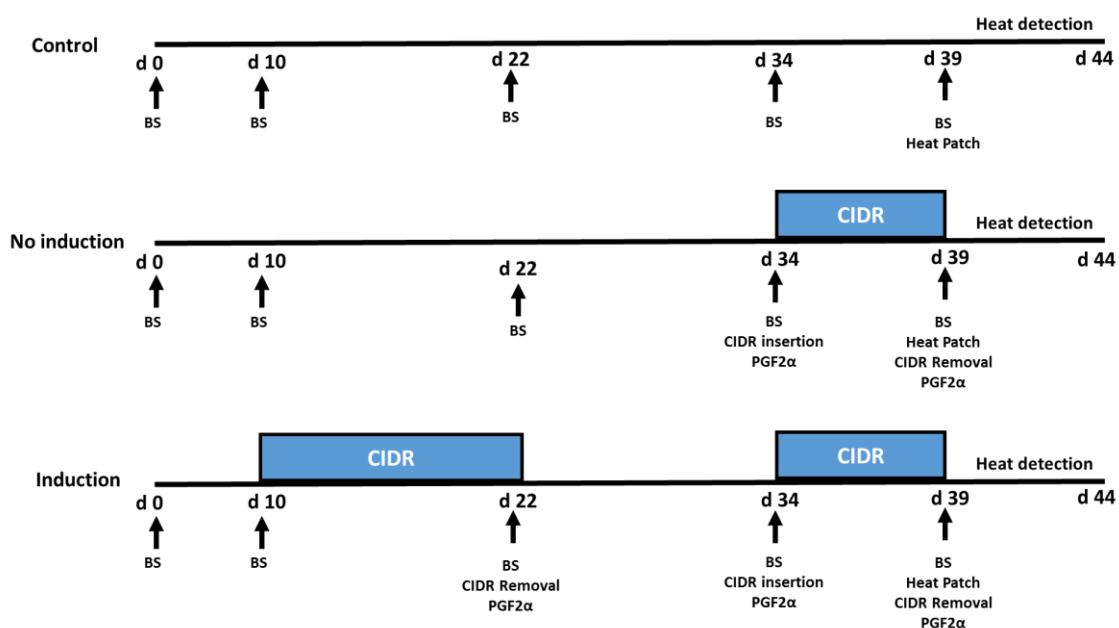 Heat detection
Control
d 0
d 10
d 22
d 34
d 39
d 44
BS
BS
BS
BS
BS
Heat Patch
CIDR
No induction
Heat detection
d 0
d 10
d 22
d 34
d 39
d 44
BS
BS
BS
BS
CIDR insertion
PGF2α
BS
Heat Patch
CIDR Removal
PGF2α
CIDR
CIDR
Induction
Heat detection
d 0
d 10
d 22
d 34
d 39
d 44
BS
BS
BS
CIDR Removal
PGF2α
BS
CIDR insertion
PGF2α
BS
Heat Patch
CIDR Removal
PGF2α